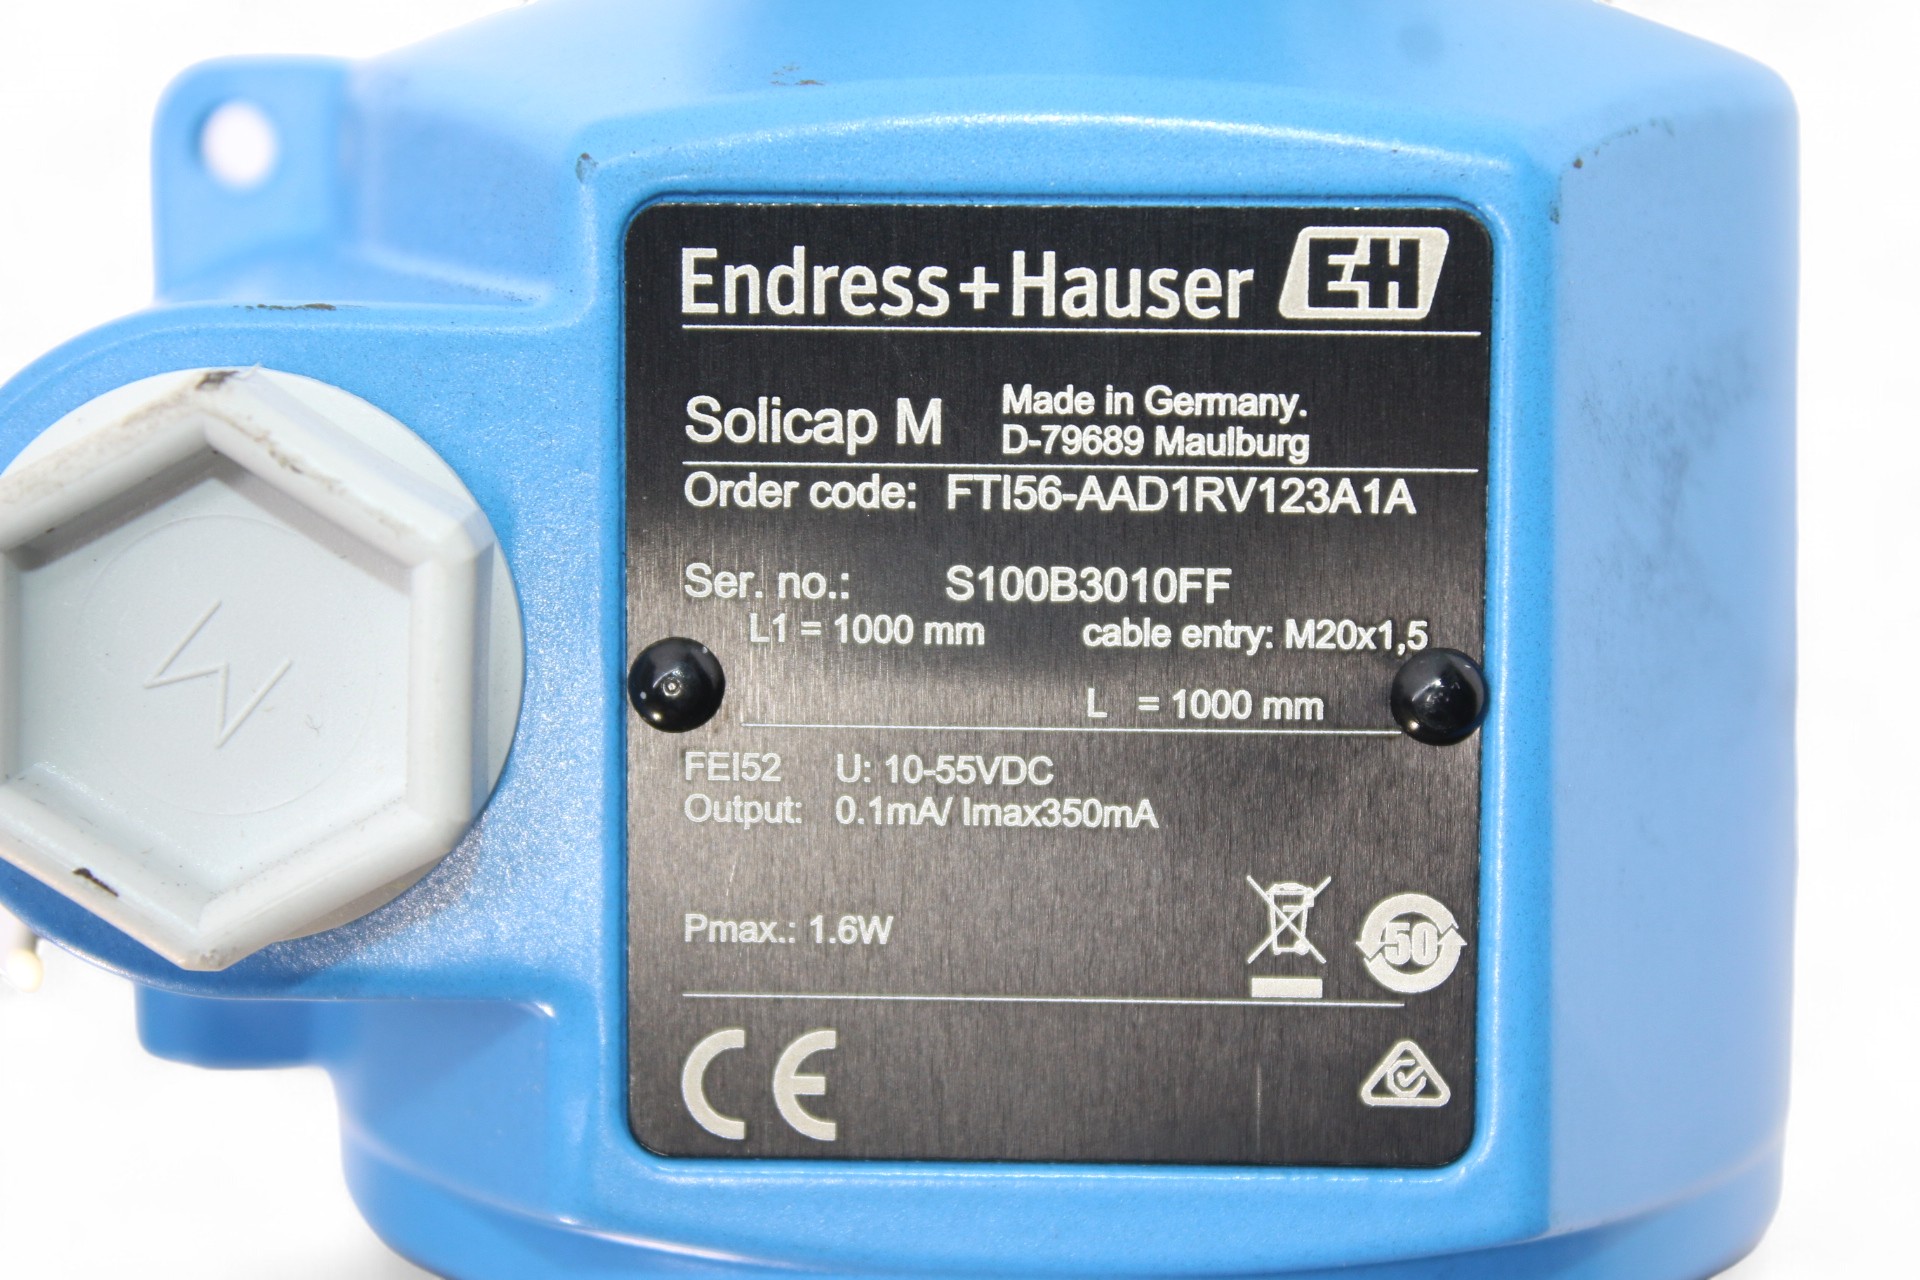 Endress+Hauser EH
Solicap M
Made in Germany.
D-79689 Maulburg
Order code: FTI56-AAD1RV123A1A
Ser. no.: S100B3010FF
L1 = 1000 mm cable entry: M20x1,5
L = 1000 mm
FEI52 U: 10-55VDC
Output: 0.1mA/ Imax350mA
Pmax.: 1.6W
50
CE
M